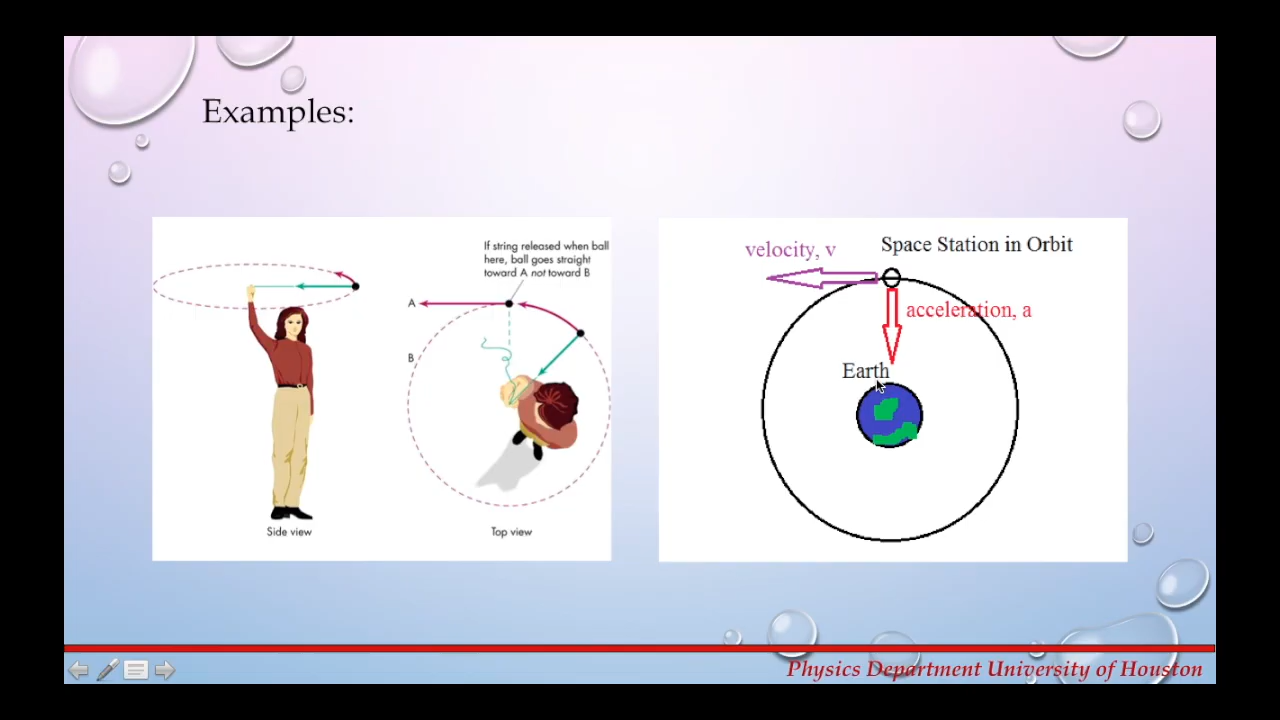 Examples:
If string released when ball
here, ball goes straight
toward A not toward B
A
B
Side view
Top view
velocity, v
Space Station in Orbit
acceleration, a
Earth
Physics Department University of Houston